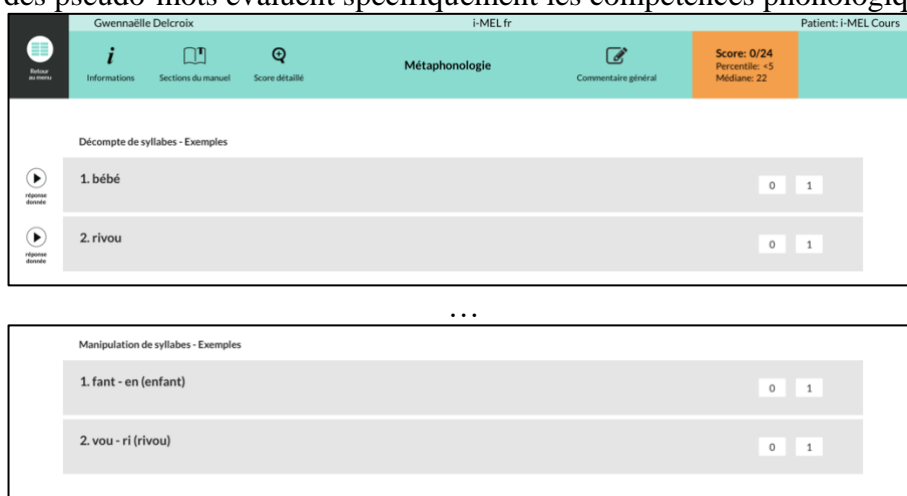 des pseudo-mots évaluent spécifiquement les compétences phonologiq
Gwennaëlle Delcroix i-MEL fr Patient: i-MEL Cours
Retour au menu
i Informations
Sections du manuel
Score détaillé
Métaphonologie
Commentaire général
Score: 0/24
Percentile: <5
Médiane: 22
Décompte de syllabes - Exemples
réponse donnée
1. bébé 0 1
réponse donnée
2. rivou 0 1
…
Manipulation de syllabes - Exemples
1. fant - en (enfant) 0 1
2. vou - ri (rivou) 0 1